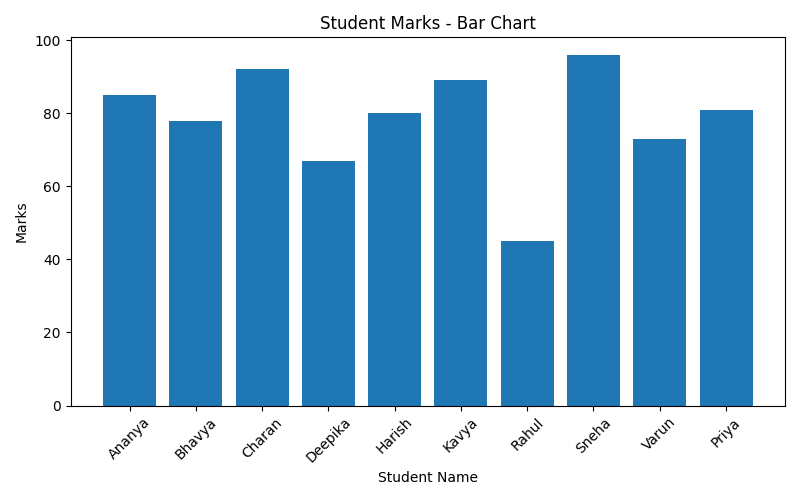 Student Marks - Bar Chart
Marks
100
80
60
40
20
0
Ananya
Bhavya
Charan
Deepika
Harish
Kavya
Rahul
Sneha
Varun
Priya
Student Name